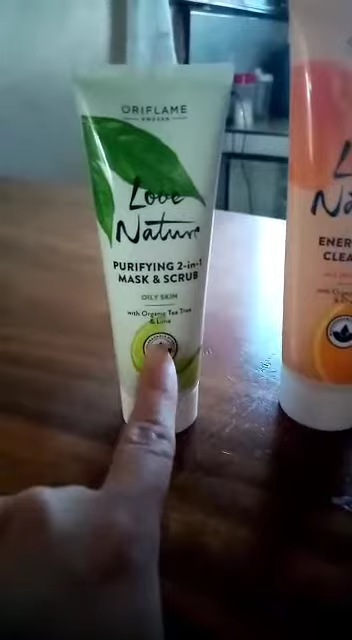 ORIFLAME
SWEDEN
Love
Nature
PURIFYING 2-in-1
MASK & SCRUB
OILY SKIN
with Organic Tea Tree
& Lime
L
Na
ENER
CLEA